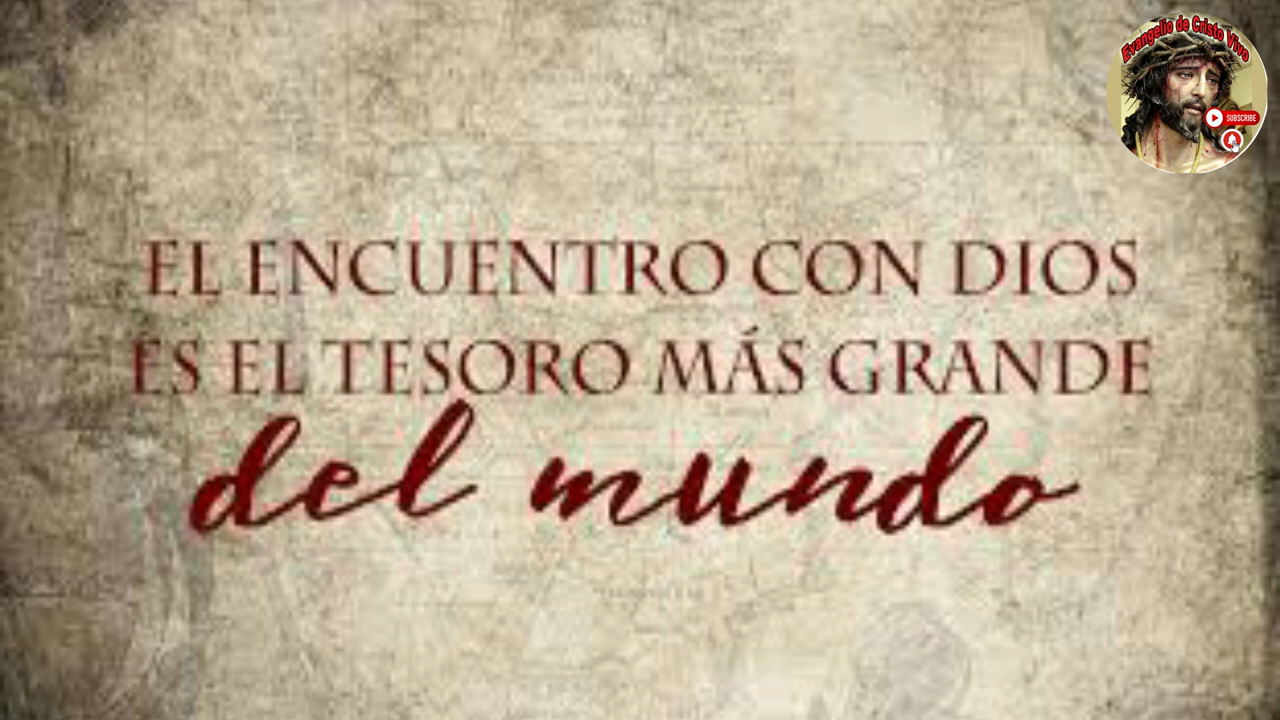 Evangelio de Cristo Vivo
SUBSCRIBE
EL ENCUENTRO CON DIOS
ES EL TESORO MÁS GRANDE
del mundo